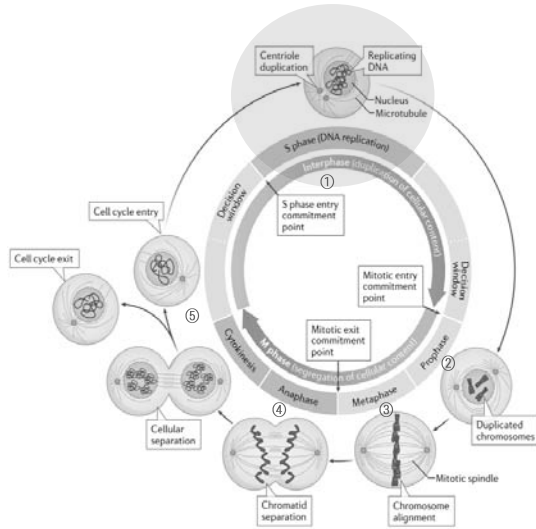 Centriole
duplication
Replicating
DNA
Nucleus
Microtubule
S phase (DNA replication)
Interphase (duplication of cellular content)
①
Decision
window
S phase entry
commitment
point
Cell cycle entry
Cell cycle exit
Decision
window
Mitotic entry
commitment
point
⑤
Mitotic exit
commitment
point
Prophase
②
M phase (segregation of cellular content)
Cytokinesis
Anaphase
Metaphase
④
③
Duplicated
chromosomes
Cellular
separation
Mitotic spindle
Chromatid
separation
Chromosome
alignment